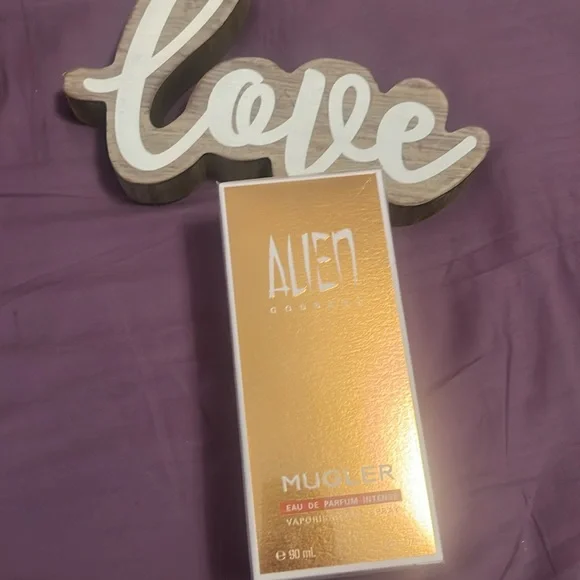 love
ALIEN
GODDESS
MUGLER
EAU DE PARFUM INTENSE
℮ 90 ml.